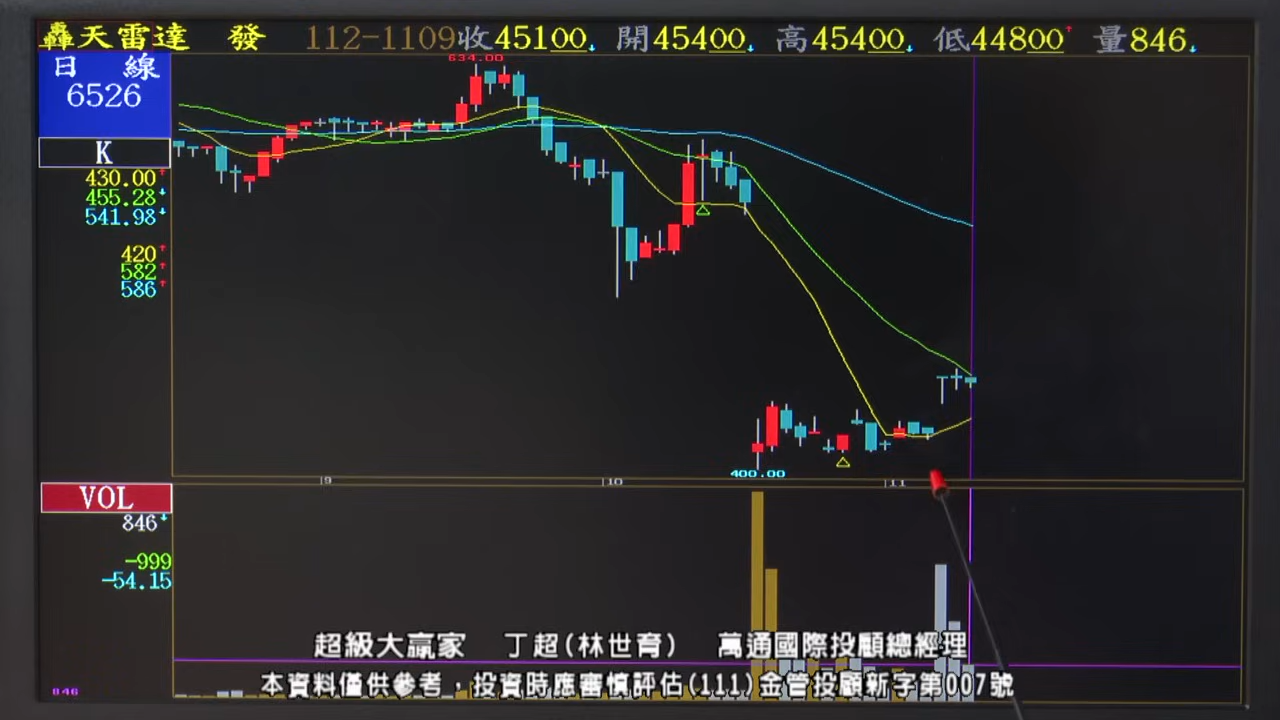 轟天雷達 發 112-1109收45100↓ 開45400↓ 高45400↓ 低44800↑ 量846↓
日 線
6526
K
430.00↑
455.28↓
541.98↓
420↑
582↑
586↑
634.00
400.00
9 10 11
VOL
846↓
-999
-54.15
846
超級大贏家 丁超(林世育) 萬通國際投顧總經理
本資料僅供參考,投資時應審慎評估(111)金管投顧新字第007號